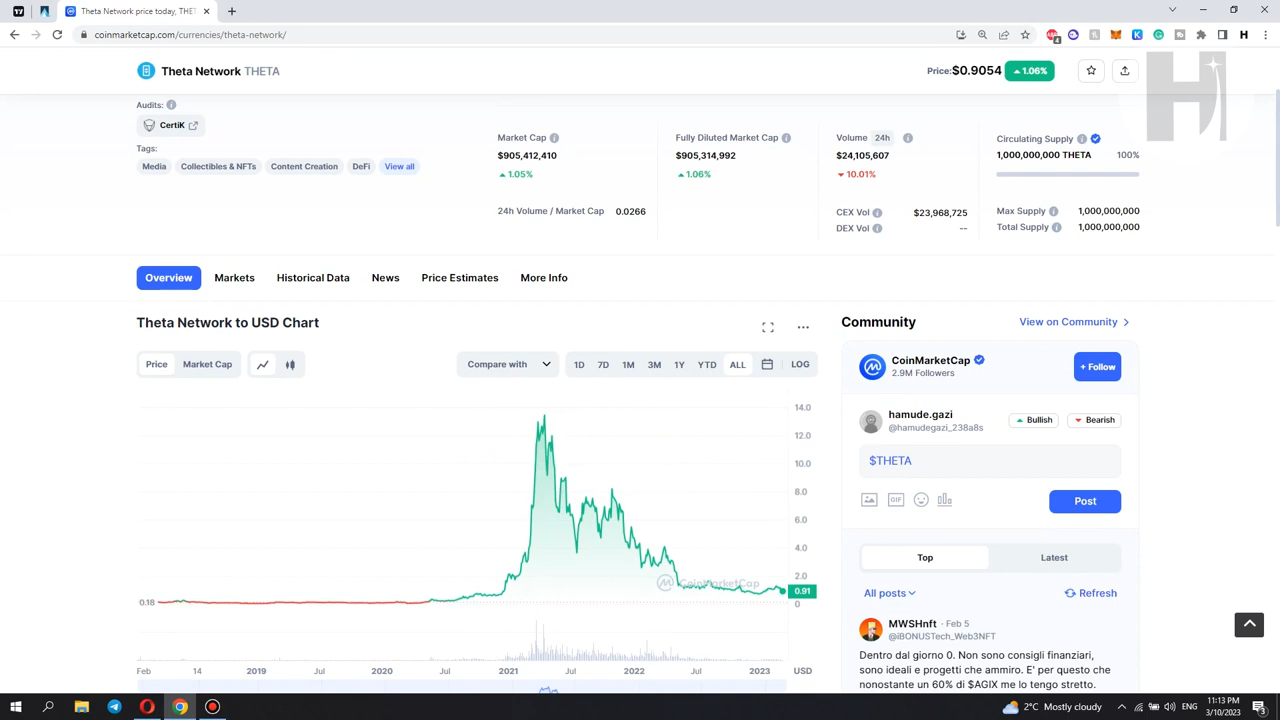 Theta Network price today, THET
coinmarketcap.com/currencies/theta-network/
4
H
Theta Network THETA
Price:$0.9054
1.06%
H
Audits:
CertiK
Tags:
Media
Collectibles & NFTs
Content Creation
DeFi
View all
Market Cap
$905,412,410
1.05%
24h Volume / Market Cap 0.0266
Fully Diluted Market Cap
$905,314,992
1.06%
Volume 24h
$24,105,607
10.01%
CEX Vol $23,968,725
DEX Vol --
Circulating Supply
1,000,000,000 THETA 100%
Max Supply 1,000,000,000
Total Supply 1,000,000,000
Overview Markets Historical Data News Price Estimates More Info
Theta Network to USD Chart
Price Market Cap
Compare with
1D 7D 1M 3M 1Y YTD ALL LOG
14.0
12.0
10.0
8.0
6.0
4.0
2.0
0.91
0
0.18
CoinMarketCap
Feb 14 2019 Jul 2020 Jul 2021 Jul 2022 Jul 2023 USD
Community
View on Community
CoinMarketCap
2.9M Followers
+ Follow
hamude.gazi
@hamudegazi_238a8s
Bullish
Bearish
$THETA
GIF
Post
Top Latest
All posts
Refresh
MWSHnft · Feb 5
@iBONUSTech_Web3NFT
Dentro dal giorno 0. Non sono consigli finanziari,
sono ideali e progetti che ammiro. E' per questo che
nonostante un 60% di $AGIX me lo tengo stretto.
2°C Mostly cloudy
ENG
11:13 PM
3/10/2023
3